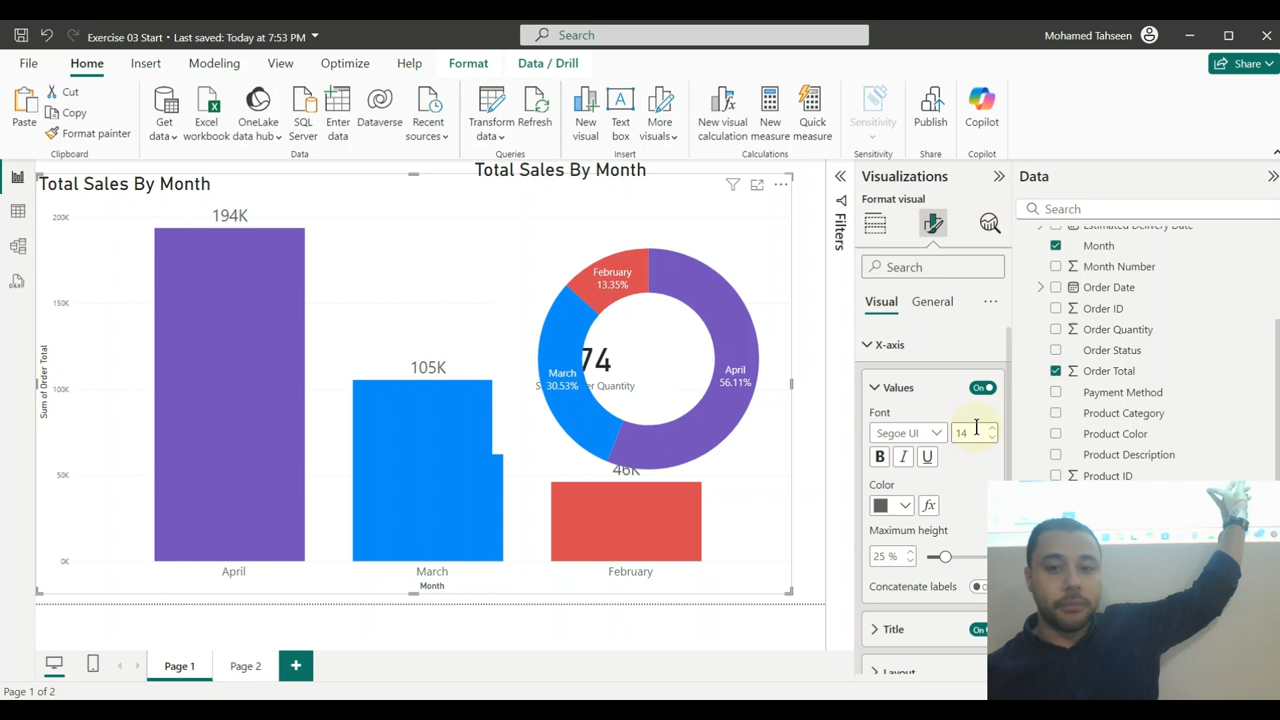 Exercise 03 Start • Last saved: Today at 7:53 PM
Search
Mohamed Tahseen
File Home Insert Modeling View Optimize Help Format Data / Drill
Share
Paste
Cut
Copy
Format painter
Clipboard
Get data
Excel workbook
OneLake data hub
SQL Server
Enter data
Dataverse
Recent sources
Data
Transform data
Refresh
Queries
New visual
Text box
More visuals
Insert
New visual calculation
New measure
Quick measure
Calculations
Sensitivity
Sensitivity
Publish
Share
Copilot
Copilot
Total Sales By Month
Total Sales By Month
200K
150K
100K
50K
0K
Sum of Order Total
194K
105K
46K
April
March
February
Month
February
13.35%
March
30.53%
April
56.11%
74
Quantity
Filters
Visualizations
Format visual
Search
Visual General
X-axis
Values On
Font
Segoe UI 14
B I U
Color
fx
Maximum height
25 %
Concatenate labels
Title On
Layout
Data
Search
Estimated Delivery Date
Month
Month Number
Order Date
Order ID
Order Quantity
Order Status
Order Total
Payment Method
Product Category
Product Color
Product Description
Product ID
Page 1
Page 2
Page 1 of 2